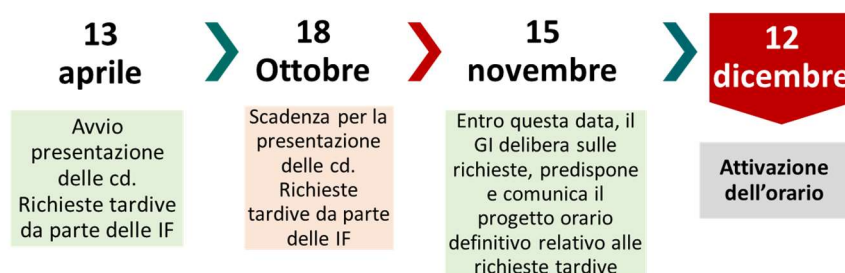 13
aprile
Avvio
presentazione
delle cd.
Richieste tardive
da parte delle IF
18
Ottobre
Scadenza per la
presentazione
delle cd.
Richieste
tardive da parte
delle IF
15
novembre
Entro questa data, il
GI delibera sulle
richieste, predispone
e comunica il
progetto orario
definitivo relativo alle
richieste tardive
12
dicembre
Attivazione
dell'orario